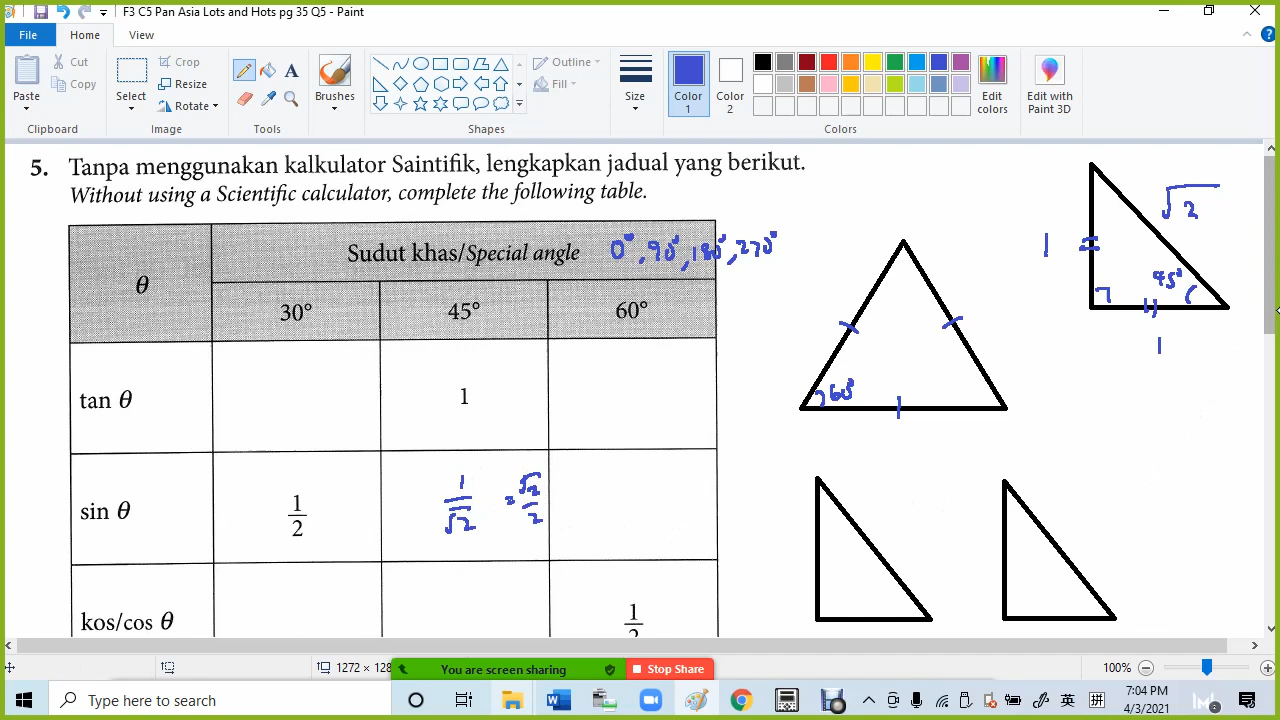 F3 C5 Pan Asia Lots and Hots pg 35 Q5 - Paint
File Home View
Paste Cut
Copy
Clipboard
Select Crop
Resize
Rotate
Image
A
Tools
Brushes
Outline
Fill
Shapes
Size
Color 1
Color 2
Edit colors
Colors
Edit with Paint 3D
5. Tanpa menggunakan kalkulator Saintifik, lengkapkan jadual yang berikut.
Without using a Scientific calculator, complete the following table.
θ
Sudut khas/Special angle 0°, 90°, 180°, 270°
30° 45° 60°
tan θ 1
sin θ 1/2 1/√2 = √2/2
kos/cos θ 1/2
60°
1
√2
45°
1
1272 × 128
You are screen sharing
Stop Share
100%
Type here to search
英
拼
7:04 PM
4/3/2021